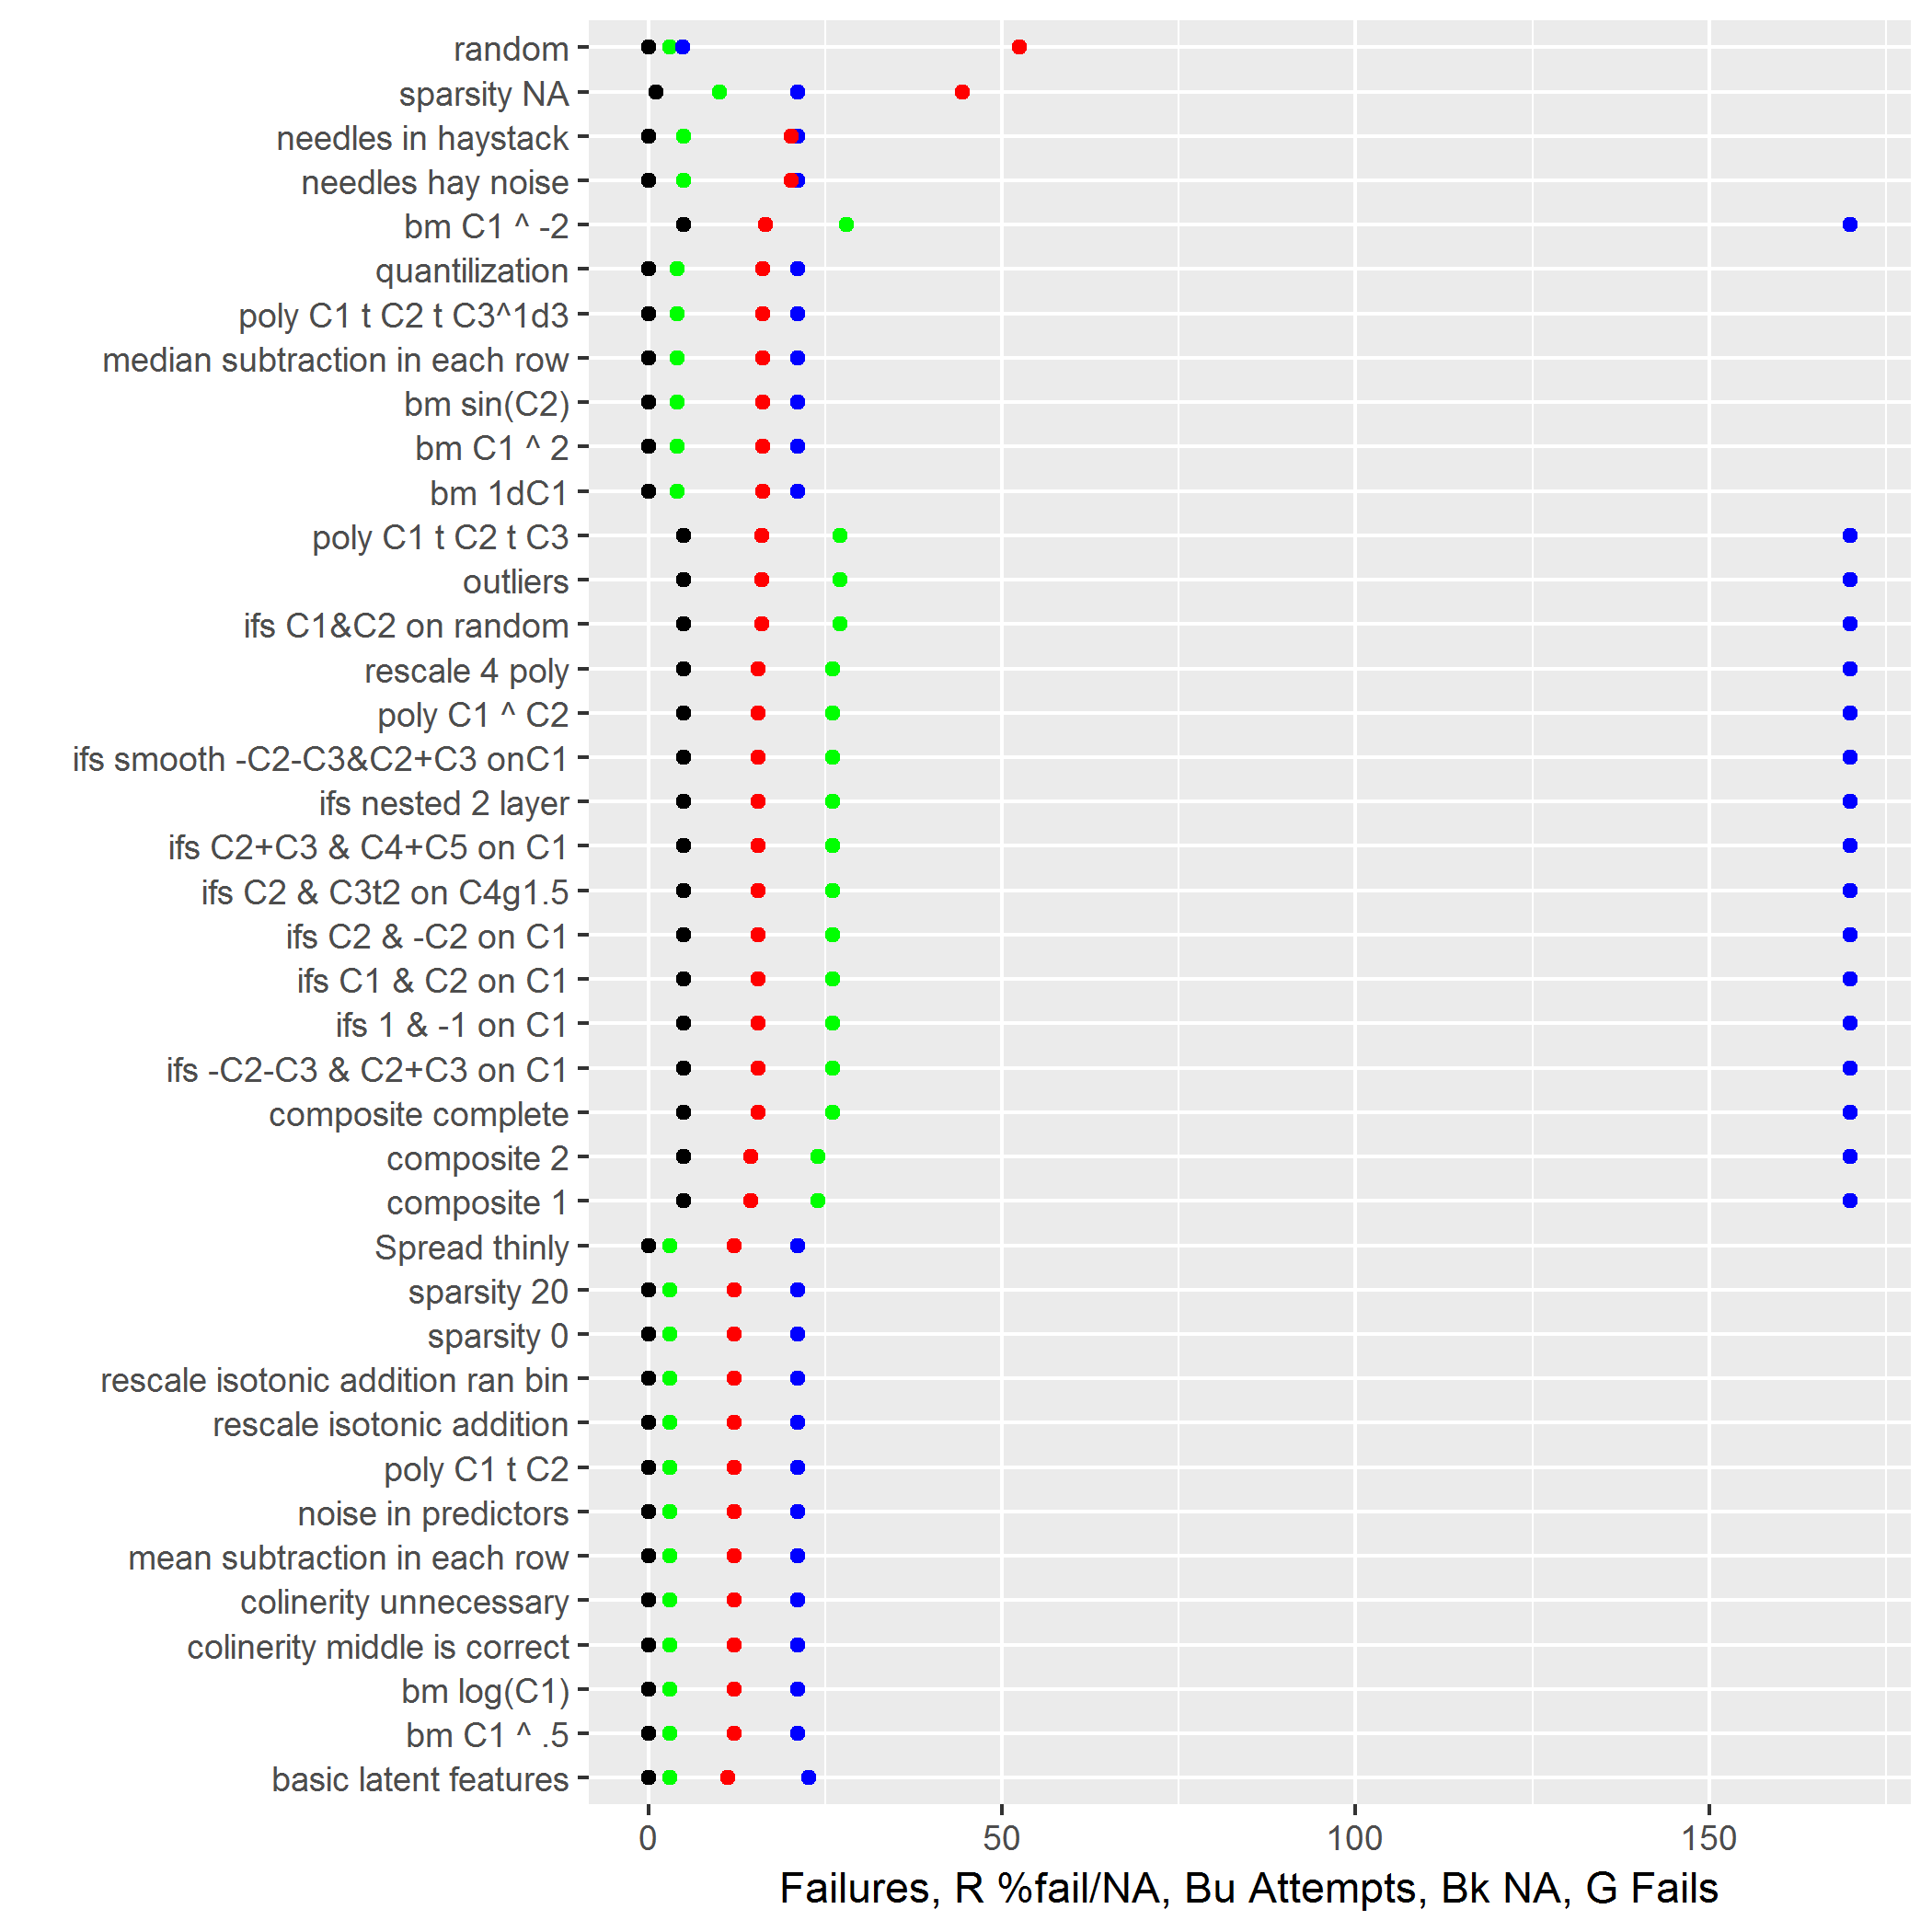 random
sparsity NA
needles in haystack
needles hay noise
bm C1 ^ -2
quantilization
poly C1 t C2 t C3^1d3
median subtraction in each row
bm sin(C2)
bm C1 ^ 2
bm 1dC1
poly C1 t C2 t C3
outliers
ifs C1&C2 on random
rescale 4 poly
poly C1 ^ C2
ifs smooth -C2-C3&C2+C3 onC1
ifs nested 2 layer
ifs C2+C3 & C4+C5 on C1
ifs C2 & C3t2 on C4g1.5
ifs C2 & -C2 on C1
ifs C1 & C2 on C1
ifs 1 & -1 on C1
ifs -C2-C3 & C2+C3 on C1
composite complete
composite 2
composite 1
Spread thinly
sparsity 20
sparsity 0
rescale isotonic addition ran bin
rescale isotonic addition
poly C1 t C2
noise in predictors
mean subtraction in each row
colinerity unnecessary
colinerity middle is correct
bm log(C1)
bm C1 ^ .5
basic latent features
0 50 100 150
Failures, R %fail/NA, Bu Attempts, Bk NA, G Fails